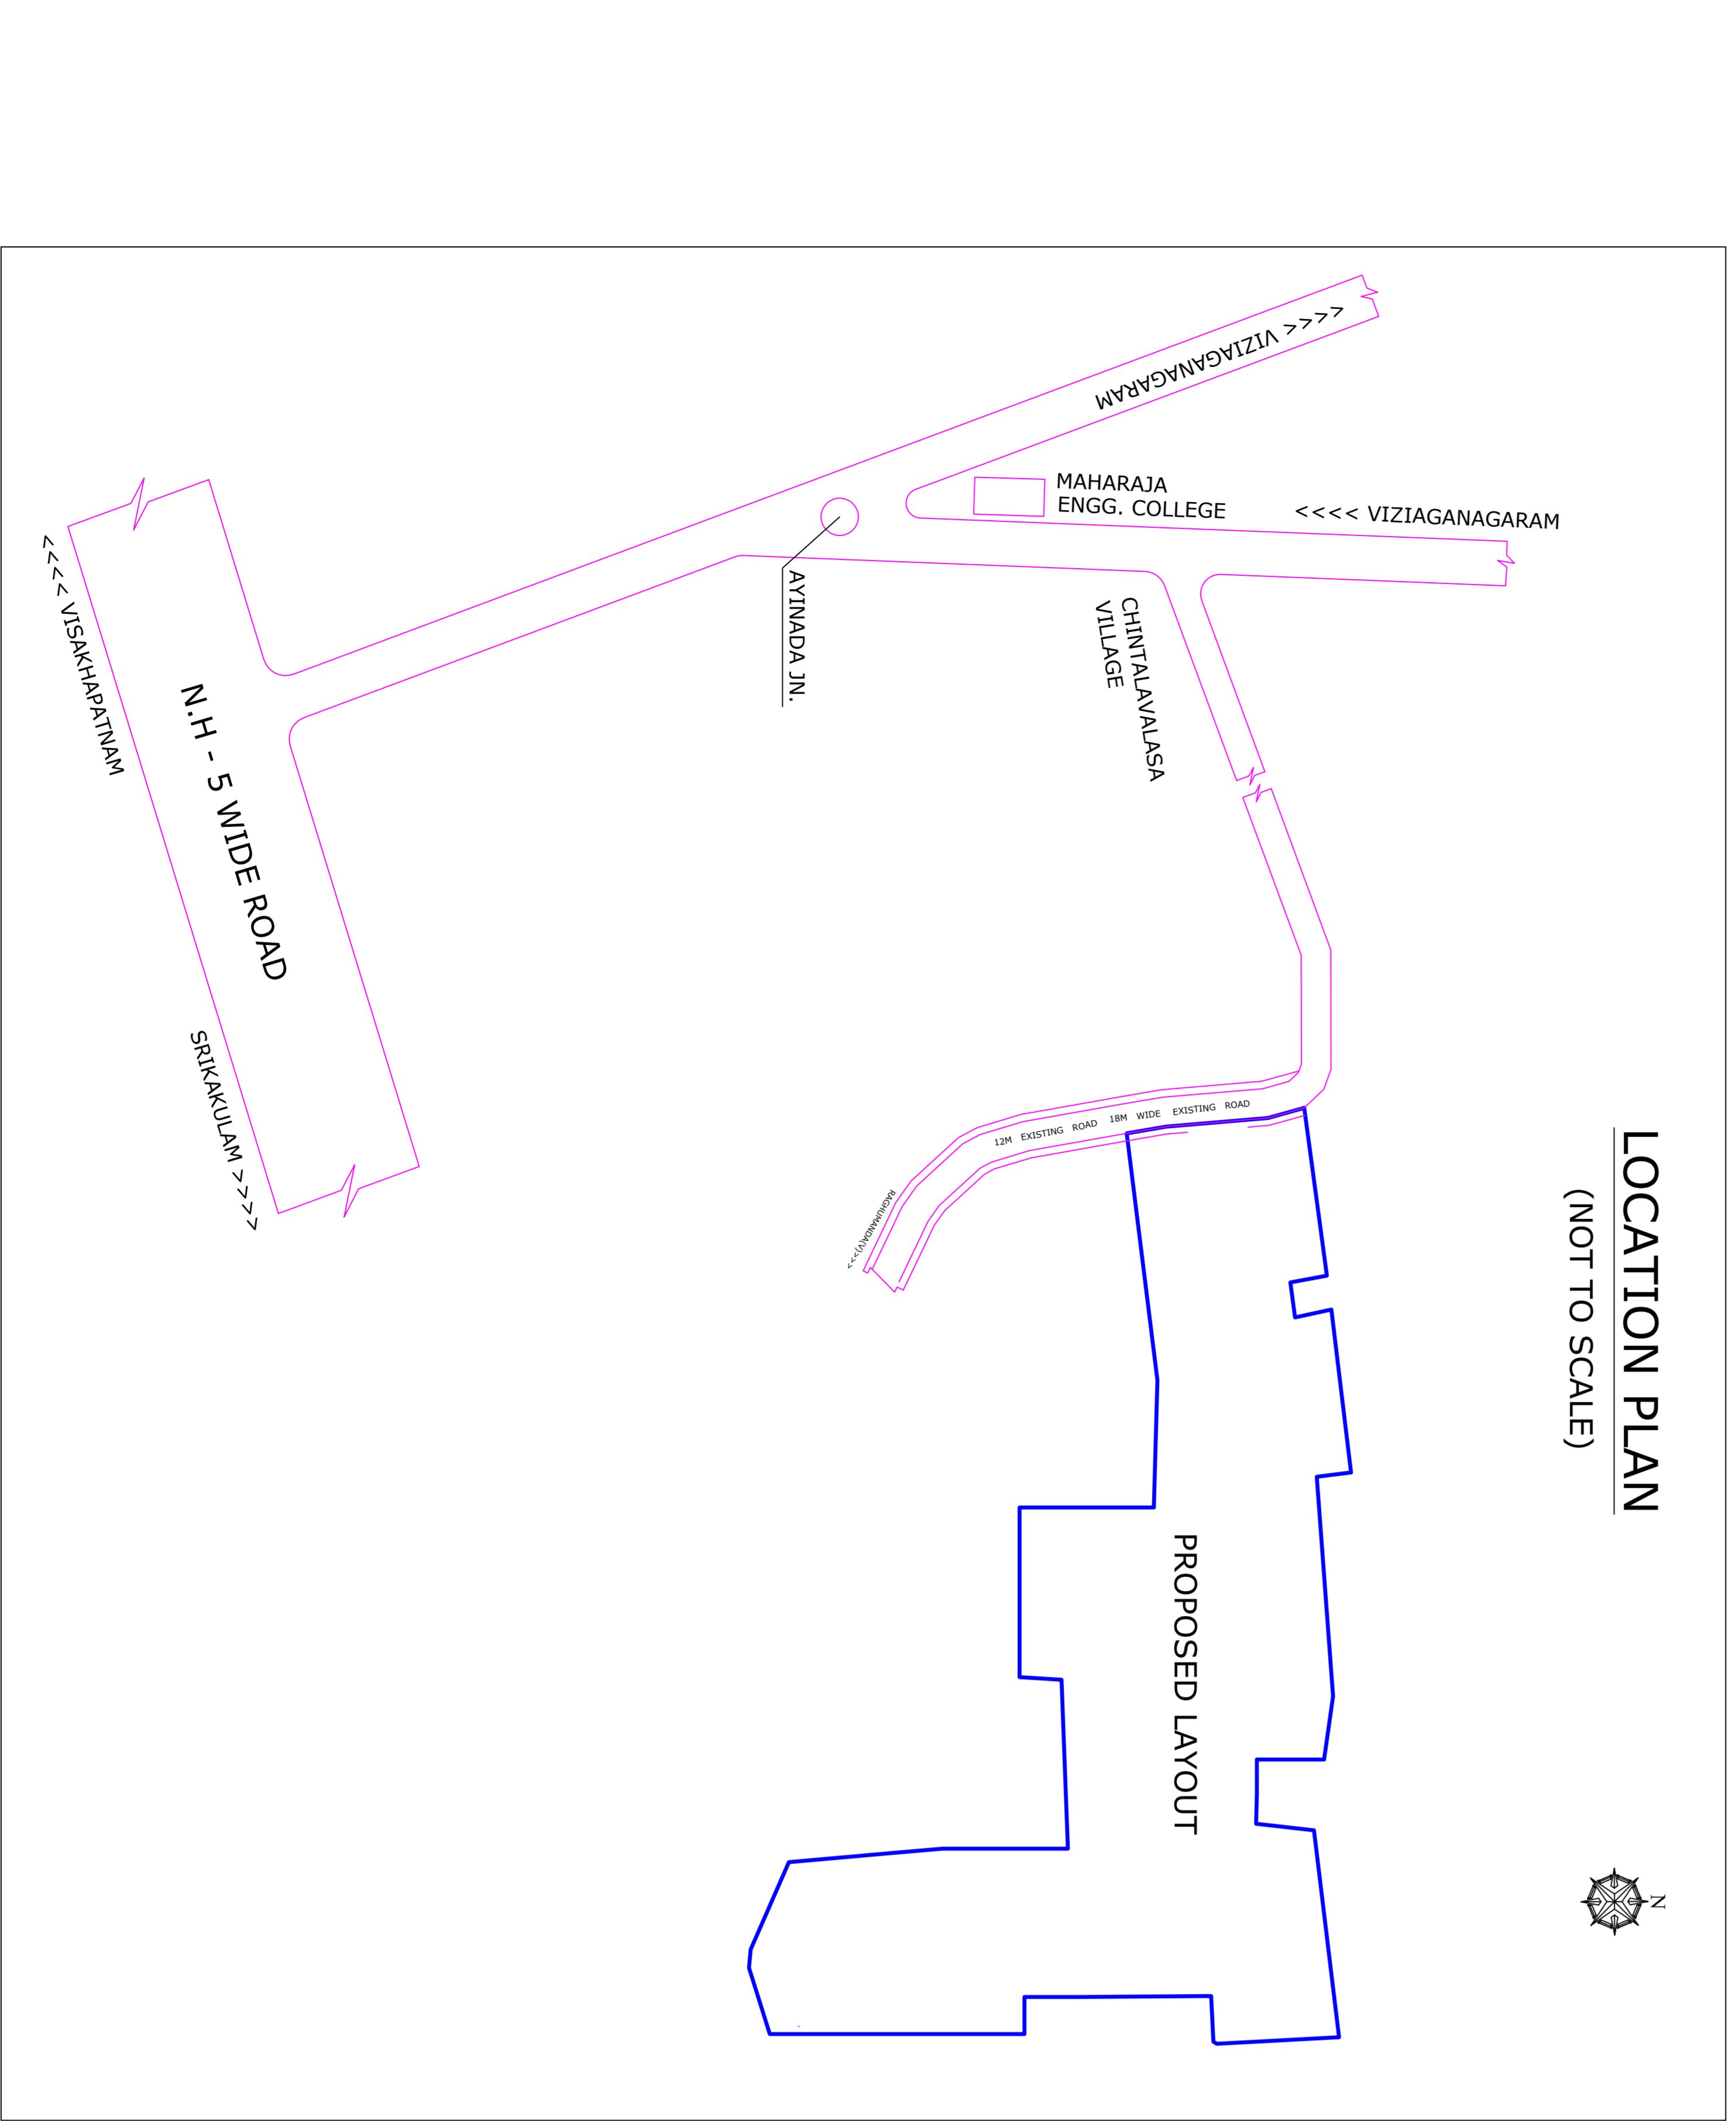 LOCATION PLAN
(NOT TO SCALE)
N
<<<< VIZIAGANAGARAM
MAHARAJA
ENGG. COLLEGE
<<<< VIZIAGANAGARAM
CHINTALAVALASA
VILLAGE
AYINADA JN.
12M EXISTING ROAD 18M WIDE EXISTING ROAD
RAGHUMANDA(V)>>>
PROPOSED LAYOUT
N.H - 5 WIDE ROAD
<<<< VISAKHAPATNAM
SRIKAKULAM >>>>